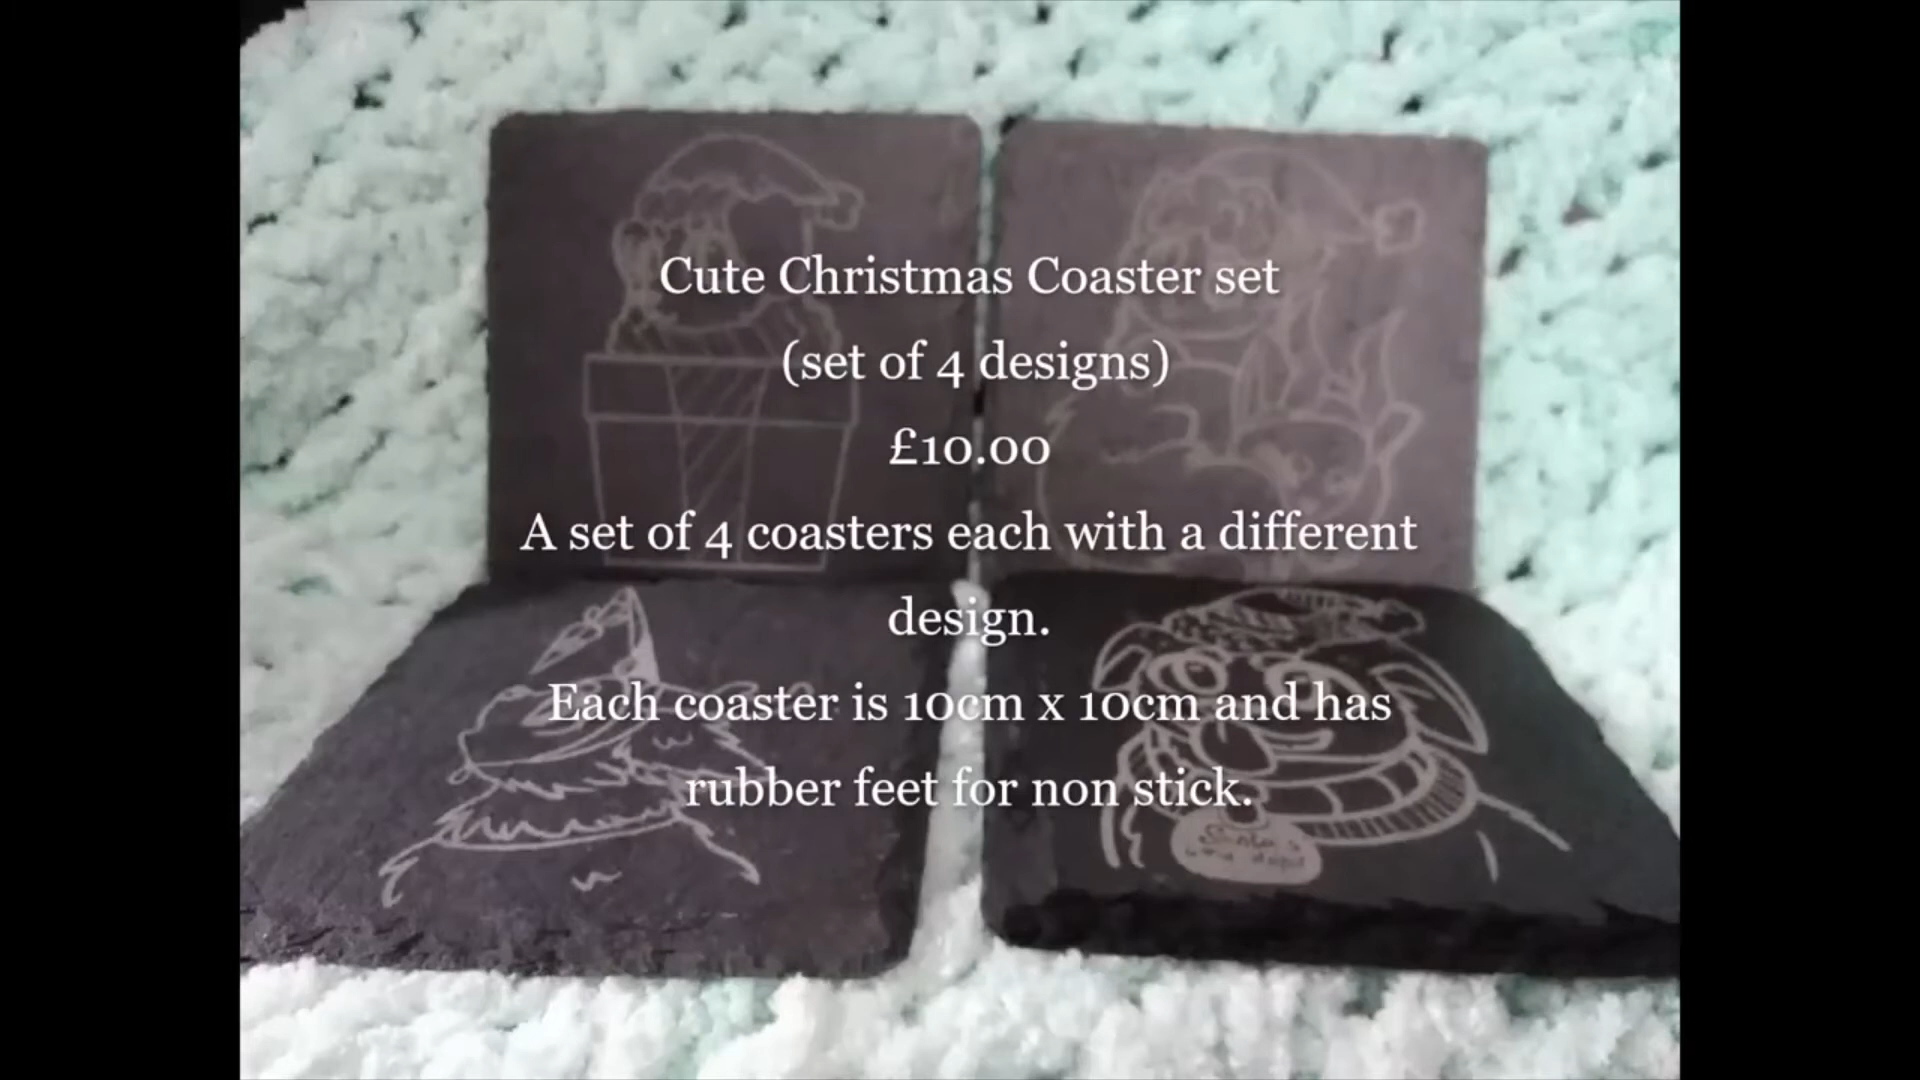 Cute Christmas Coaster set
(set of 4 designs)
£10.00
A set of 4 coasters each with a different
design.
Each coaster is 10cm x 10cm and has
rubber feet for non stick.